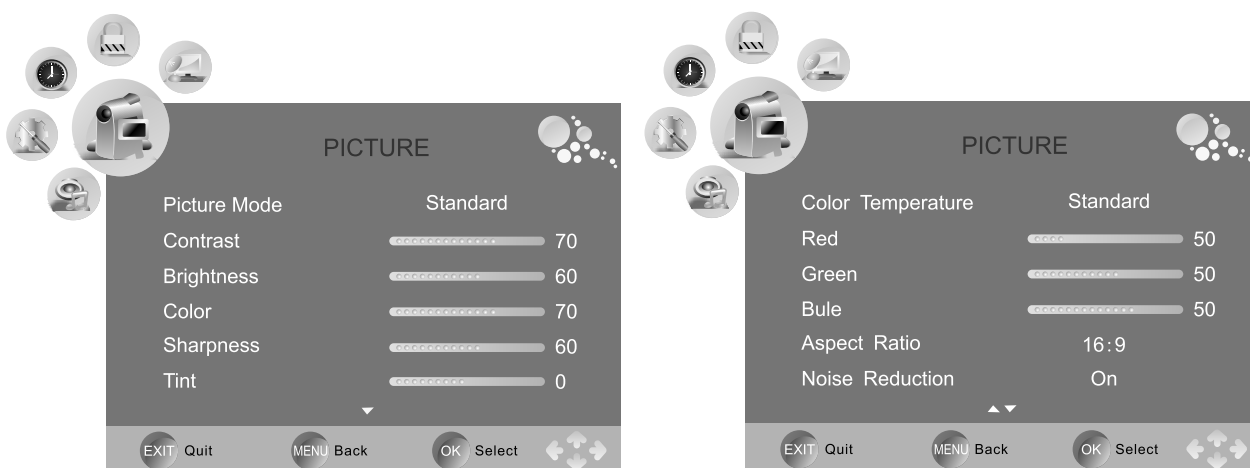 PICTURE
Picture Mode Standard
Contrast 70
Brightness 60
Color 70
Sharpness 60
Tint 0
EXIT Quit MENU Back OK Select
PICTURE
Color Temperature Standard
Red 50
Green 50
Bule 50
Aspect Ratio 16:9
Noise Reduction On
EXIT Quit MENU Back OK Select